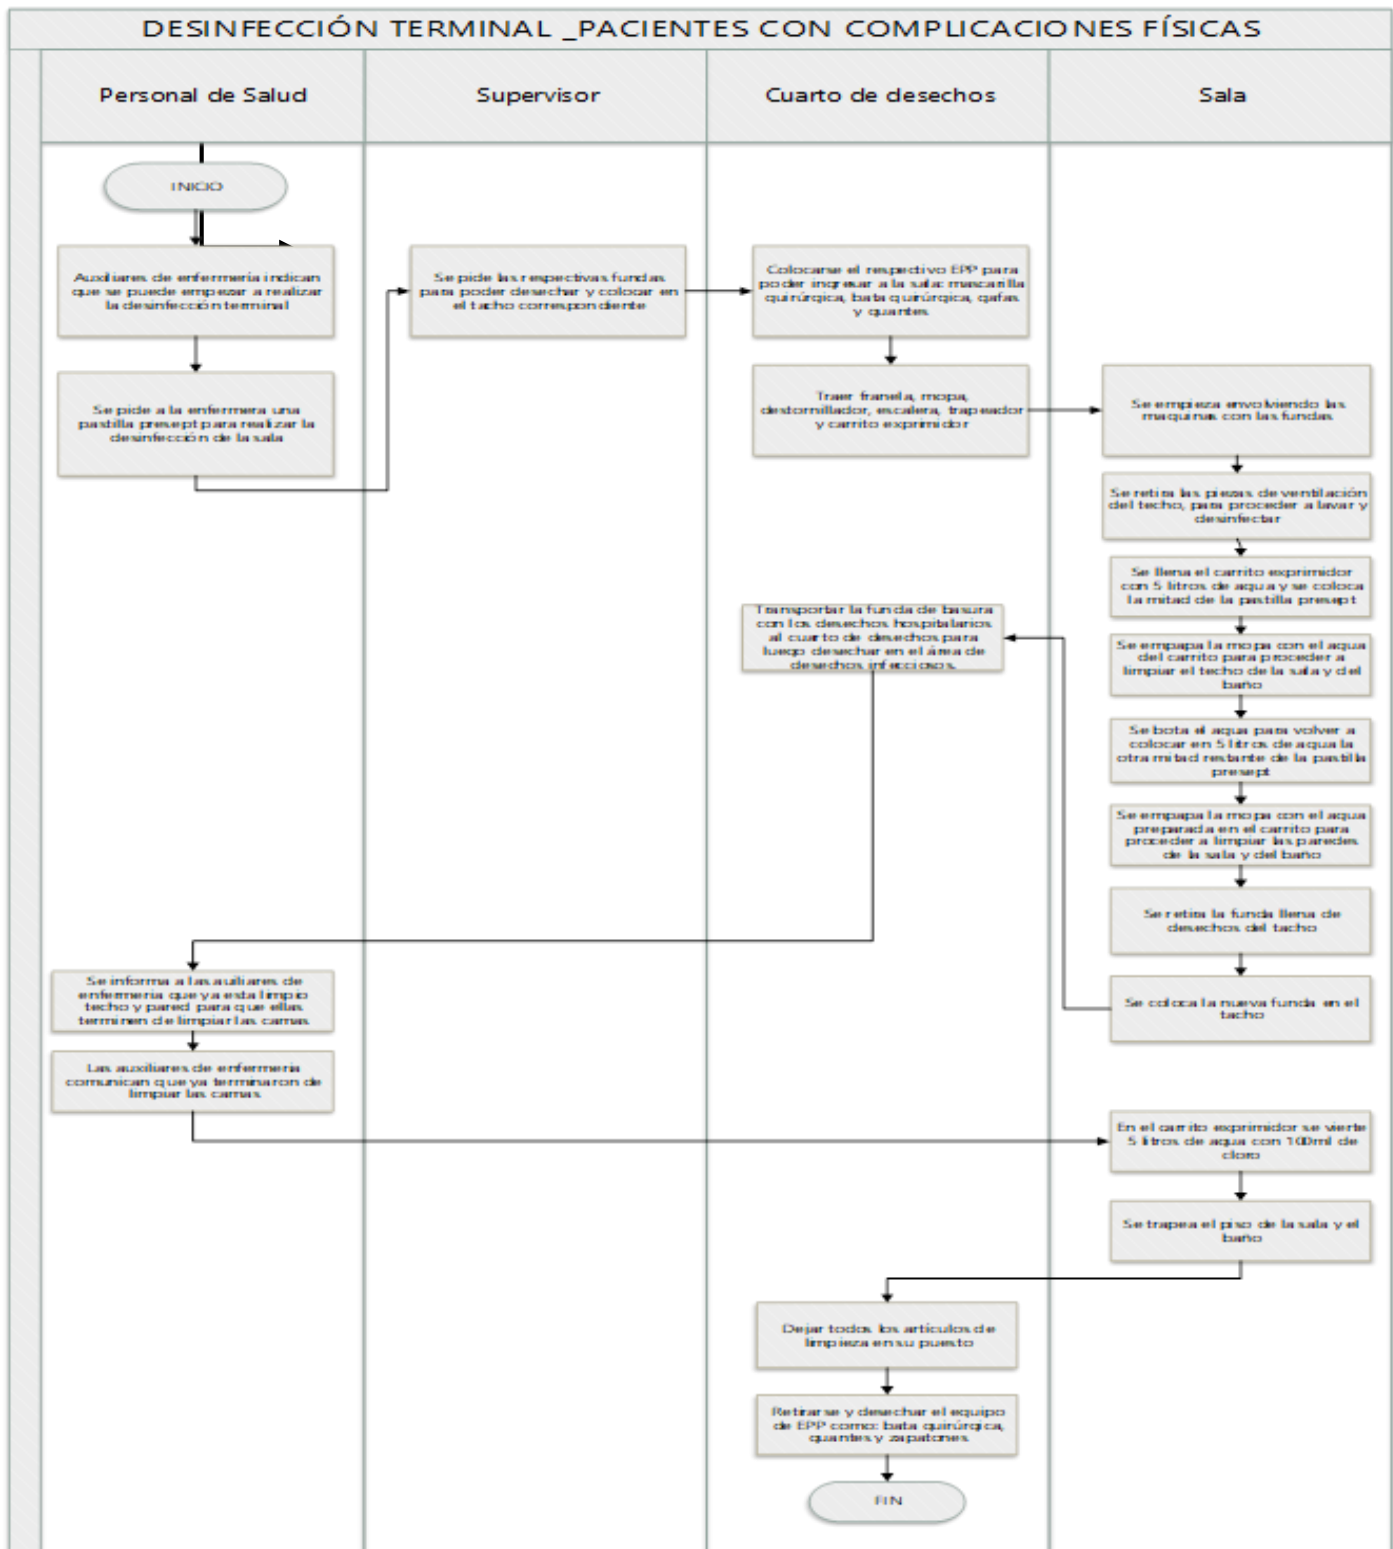 DESINFECCIÓN TERMINAL _PACIENTES CON COMPLICACIONES FÍSICAS
Personal de Salud
Supervisor
Cuarto de desechos
Sala
INICIO
Auxiliares de enfermería indican
que se puede empezar a realizar
la desinfección terminal
Se pide a la enfermera una
pastilla presept para realizar la
desinfección de la sala
Se pide las respectivas fundas
para poder desechar y colocar en
el tacho correspondiente
Colocarse el respectivo EPP para
poder ingresar a la sala: mascarilla
quirúrgica, bata quirúrgica, gafas
y guantes.
Traer franela, mopa,
destornillador, escalera, trapeador
y carrito exprimidor
Se empieza envolviendo las
maquinas con las fundas.
Se retira las piezas de ventilación
del techo, para proceder a lavar y
desinfectar
Se llena el carrito exprimidor
con 5 litros de agua y se coloca
la mitad de la pastilla presept
Se empapa la mopa con el agua
del carrito para proceder a
limpiar el techo de la sala y del
baño
Se bota el agua para volver a
colocar en 5 litros de agua la
otra mitad restante de la pastilla
presept
Se empapa la mopa con el agua
preparada en el carrito para
proceder a limpiar las paredes
de la sala y del baño
Se retira la funda llena de
desechos del tacho
Se coloca la nueva funda en el
tacho
Transportar la funda de basura
con los desechos hospitalarios
al cuarto de desechos para
luego desechar en el área de
desechos infecciosos.
Se informa a las auiliares de
enfermeria que ya esta limpio
techo y pared para que ellas
terminen de limpiar las camas.
Las auxiliares de enfermería
comunican que ya terminaron de
limpiar las camas.
En el carrito exprimidor se vierte
5 litros de agua con 100ml de
cloro
Se trapea el piso de la sala y el
baño
Dejar todos los artículos de
limpieza en su puesto
Retirarse y desechar el equipo
de EPP como: bata quirúrgica,
guantes y zapatones.
FIN